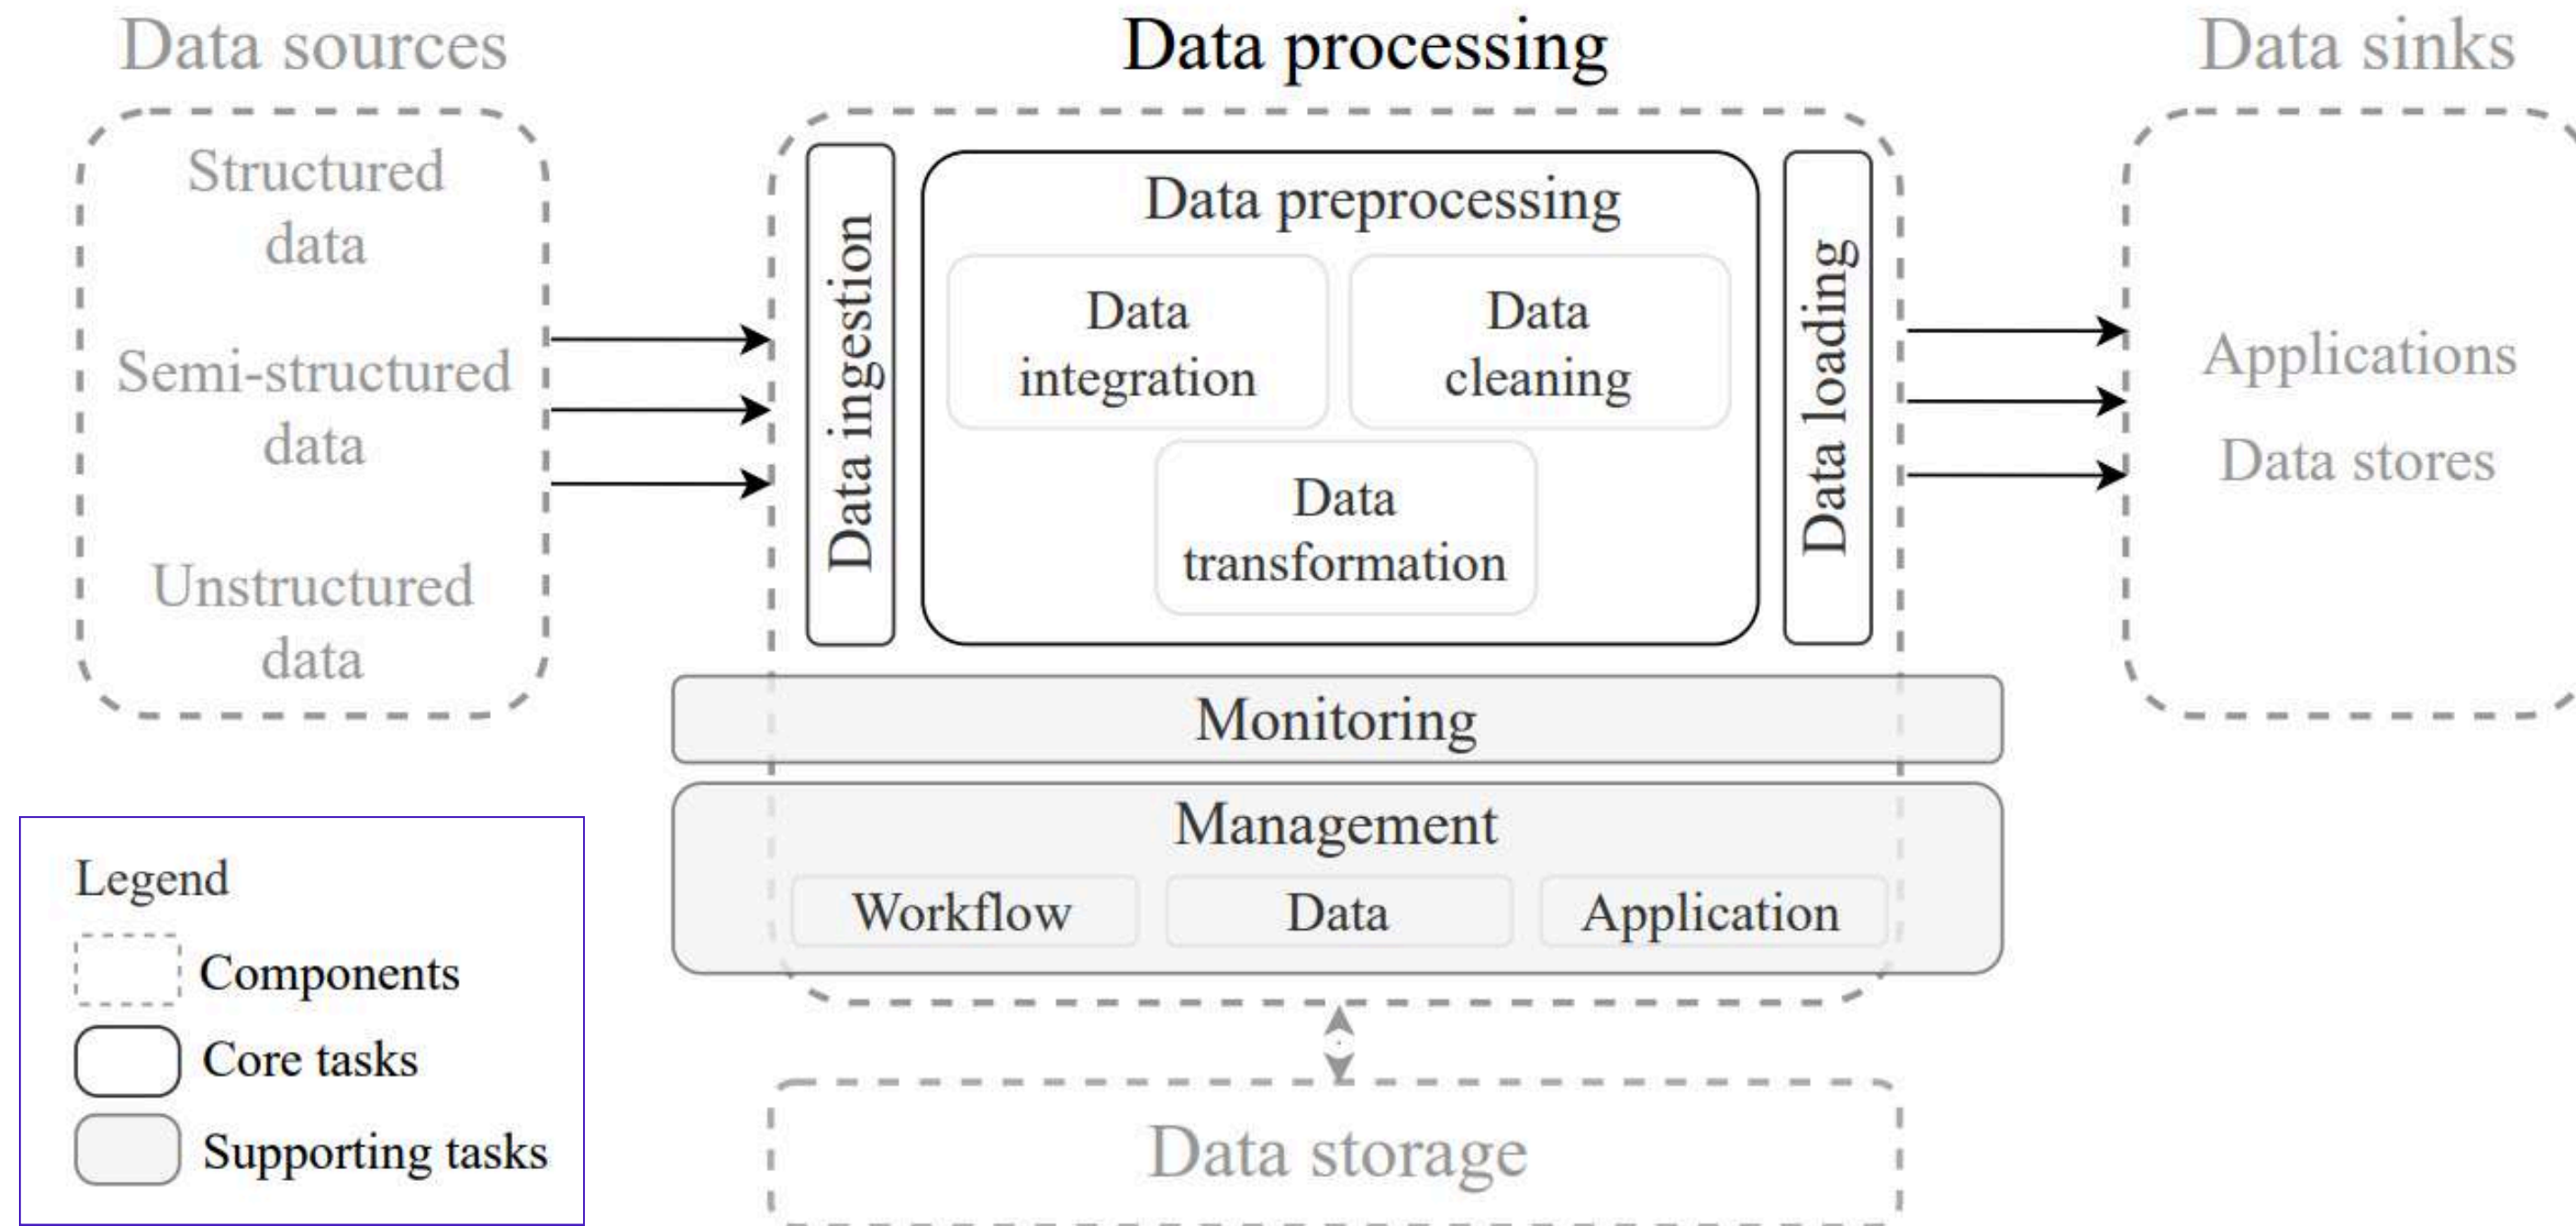 Data sources
Structured
data
Semi-structured
data
Unstructured
data
Data processing
Data ingestion
Data preprocessing
Data
integration
Data
cleaning
Data
transformation
Data loading
Monitoring
Management
Workflow
Data
Application
Data storage
Data sinks
Applications
Data stores
Legend
Components
Core tasks
Supporting tasks